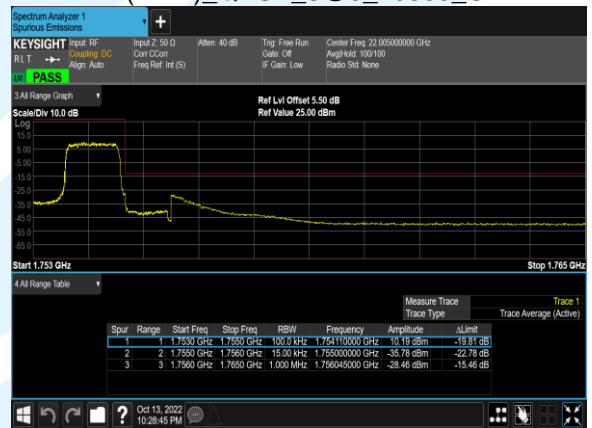 Spectrum Analyzer 1
Spurious Emissions
KEYSIGHT Input: RF Input Z: 50 Ω Atten: 40 dB Trig: Free Run Center Freq: 22.005000000 GHz
RLT Coupling: DC Corr CCorr Gate: Off Avg|Hold: 100/100
Align: Auto Freq Ref: Int (S) IF Gain: Low Radio Std: None
PASS
3 All Range Graph
Ref Lvl Offset 5.50 dB
Scale/Div 10.0 dB Ref Value 25.00 dBm
Log
15.0
5.00
-5.00
-15.0
-25.0
-35.0
-45.0
-55.0
-65.0
Start 1.753 GHz Stop 1.765 GHz
4 All Range Table
Measure Trace Trace 1
Trace Type Trace Average (Active)
Spur Range Start Freq Stop Freq RBW Frequency Amplitude ΔLimit
1 1 1.7530 GHz 1.7550 GHz 100.0 kHz 1.754110000 GHz 10.19 dBm -19.81 dB
2 2 1.7550 GHz 1.7560 GHz 15.00 kHz 1.755000000 GHz -35.78 dBm -22.78 dB
3 3 1.7560 GHz 1.7650 GHz 1.000 MHz 1.756045000 GHz -28.46 dBm -15.46 dB
Oct 13, 2022
10:28:45 PM